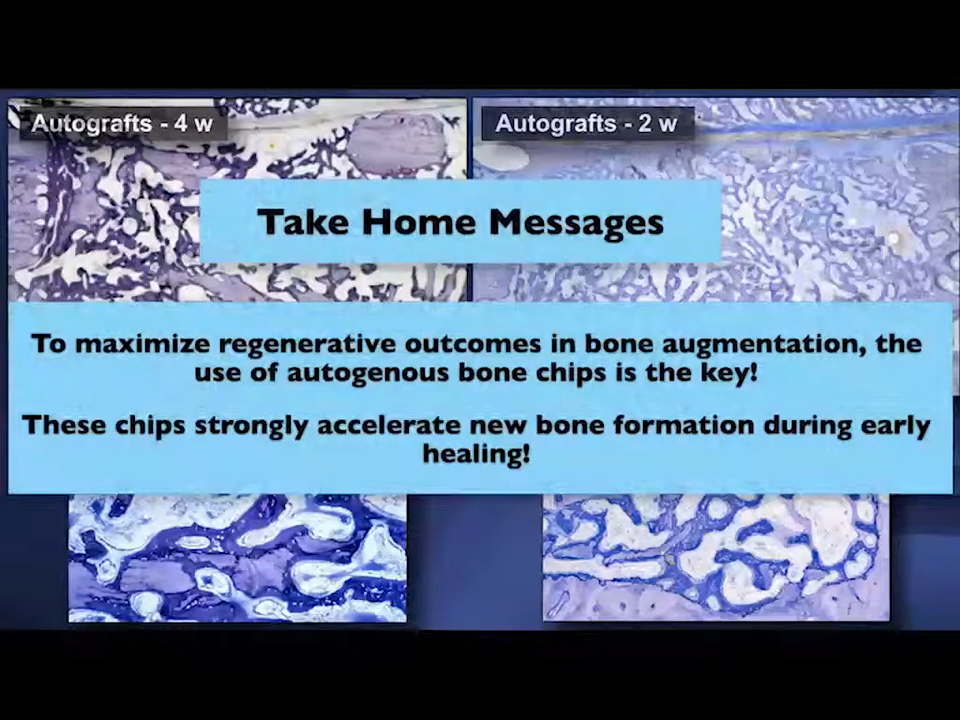 Autografts - 4 w
Autografts - 2 w
Take Home Messages
To maximize regenerative outcomes in bone augmentation, the
use of autogenous bone chips is the key!
These chips strongly accelerate new bone formation during early
healing!